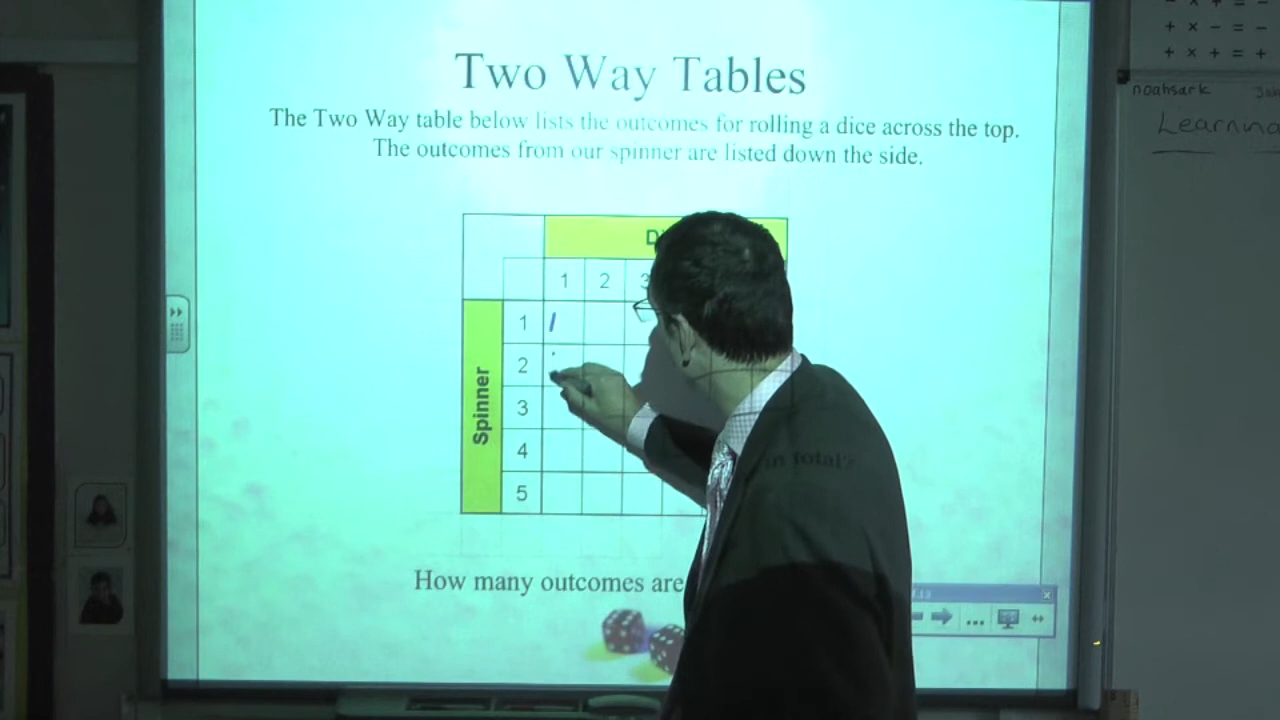 Two Way Tables
The Two Way table below lists the outcomes for rolling a dice across the top.
The outcomes from our spinner are listed down the side.
1 2 3
Spinner
1
2
3
4
5
How many outcomes are
in total?
+ × - = -
+ × + = +
noahsark
Learning